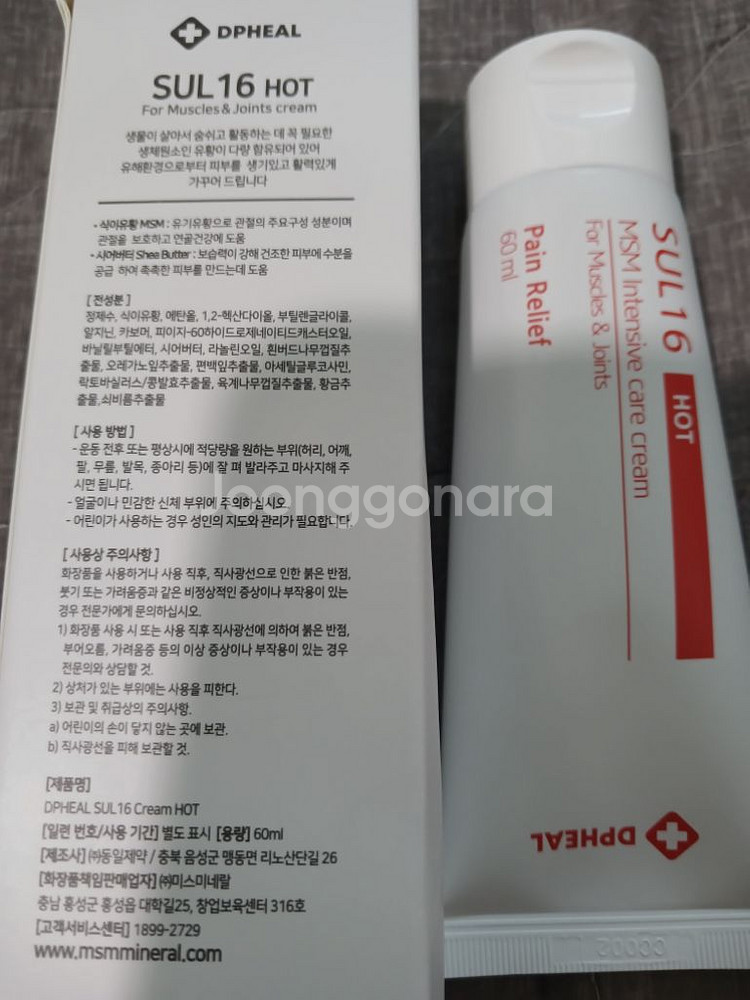 DPHEAL
SUL16 HOT
For Muscles & Joints cream
생물이 살아서 숨쉬고 활동하는 데 꼭 필요한
생체원소인 유황이 다량 함유되어 있어
유해환경으로부터 피부를 생기있고 활력있게
가꾸어 드립니다
• 식이유황 MSM : 유기유황으로 관절의 주요구성 성분이며
관절을 보호하고 연골건강에 도움
• 시어버터 Shea Butter : 보습력이 강해 건조한 피부에 수분을
공급 하여 촉촉한 피부를 만드는데 도움
[ 전성분 ]
정제수, 식이유황, 에탄올, 1,2-헥산다이올, 부틸렌글라이콜,
알지닌, 카보머, 피이지-60하이드로제네이티드캐스터오일,
바닐릴부틸에터, 시어버터, 라놀린오일, 흰버드나무껍질추
출물, 오레가노잎추출물, 편백잎추출물, 아세틸글루코사민,
락토바실러스/콩발효추출물, 육계나무껍질추출물, 황금추
출물,쇠비름추출물
[ 사용 방법 ]
- 운동 전후 또는 평상시에 적당량을 원하는 부위(허리, 어깨,
팔, 무릎, 발목, 종아리 등)에 잘 펴 발라주고 마사지해 주
시면 됩니다.
- 얼굴이나 민감한 신체 부위에 주의하십시오.
- 어린이가 사용하는 경우 성인의 지도와 관리가 필요합니다.
[ 사용상 주의사항 ]
화장품을 사용하거나 사용 직후, 직사광선으로 인한 붉은 반점,
붓기 또는 가려움증과 같은 비정상적인 증상이나 부작용이 있는
경우 전문가에게 문의하십시오.
1) 화장품 사용 시 또는 사용 직후 직사광선에 의하여 붉은 반점,
부어오름, 가려움증 등의 이상 증상이나 부작용이 있는 경우
전문의와 상담할 것.
2) 상처가 있는 부위에는 사용을 피한다.
3) 보관 및 취급상의 주의사항.
a) 어린이의 손이 닿지 않는 곳에 보관.
b) 직사광선을 피해 보관할 것.
[제품명]
DPHEAL SUL16 Cream HOT
[일련 번호/사용 기간] 별도 표시 [용량] 60ml
[제조사] ㈜동일제약 / 충북 음성군 맹동면 리노산단길 26
[화장품책임판매업자] ㈜미스미네랄
충남 홍성군 홍성읍 대학길25, 창업보육센터 316호
[고객서비스센터] 1899-2729
www.msmmineral.com
SUL16 HOT
MSM Intensive care cream
For Muscles & Joints
Pain Relief
60 ml
DPHEAL
Joonggonara